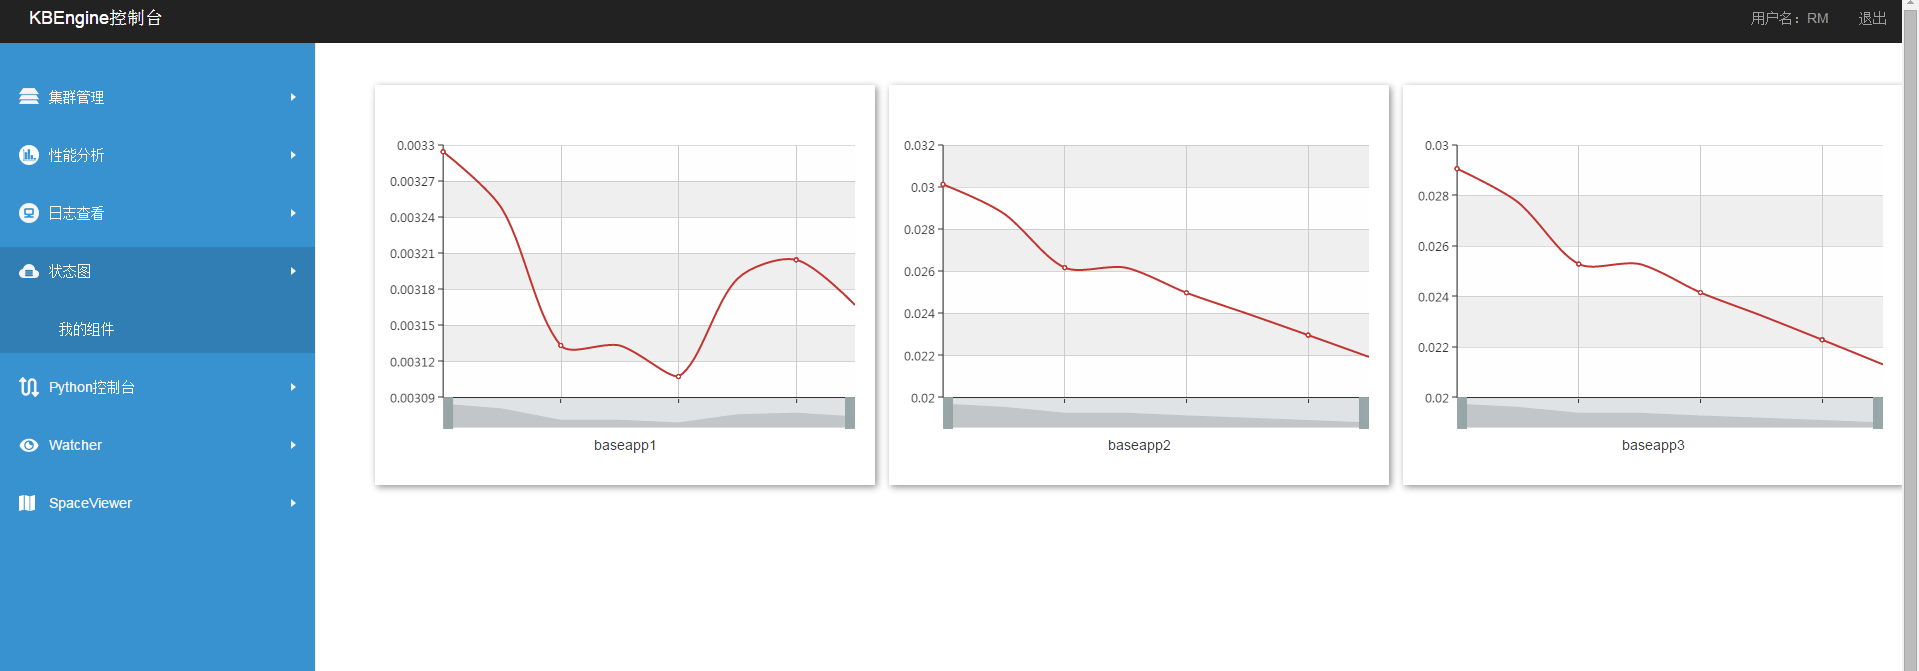 KBEngine控制台
用户名：RM 退出
集群管理
性能分析
日志查看
状态图
我的组件
Python控制台
Watcher
SpaceViewer
0.0033
0.00327
0.00324
0.00321
0.00318
0.00315
0.00312
0.00309
baseapp1
0.032
0.03
0.028
0.026
0.024
0.022
0.02
baseapp2
0.03
0.028
0.026
0.024
0.022
0.02
baseapp3